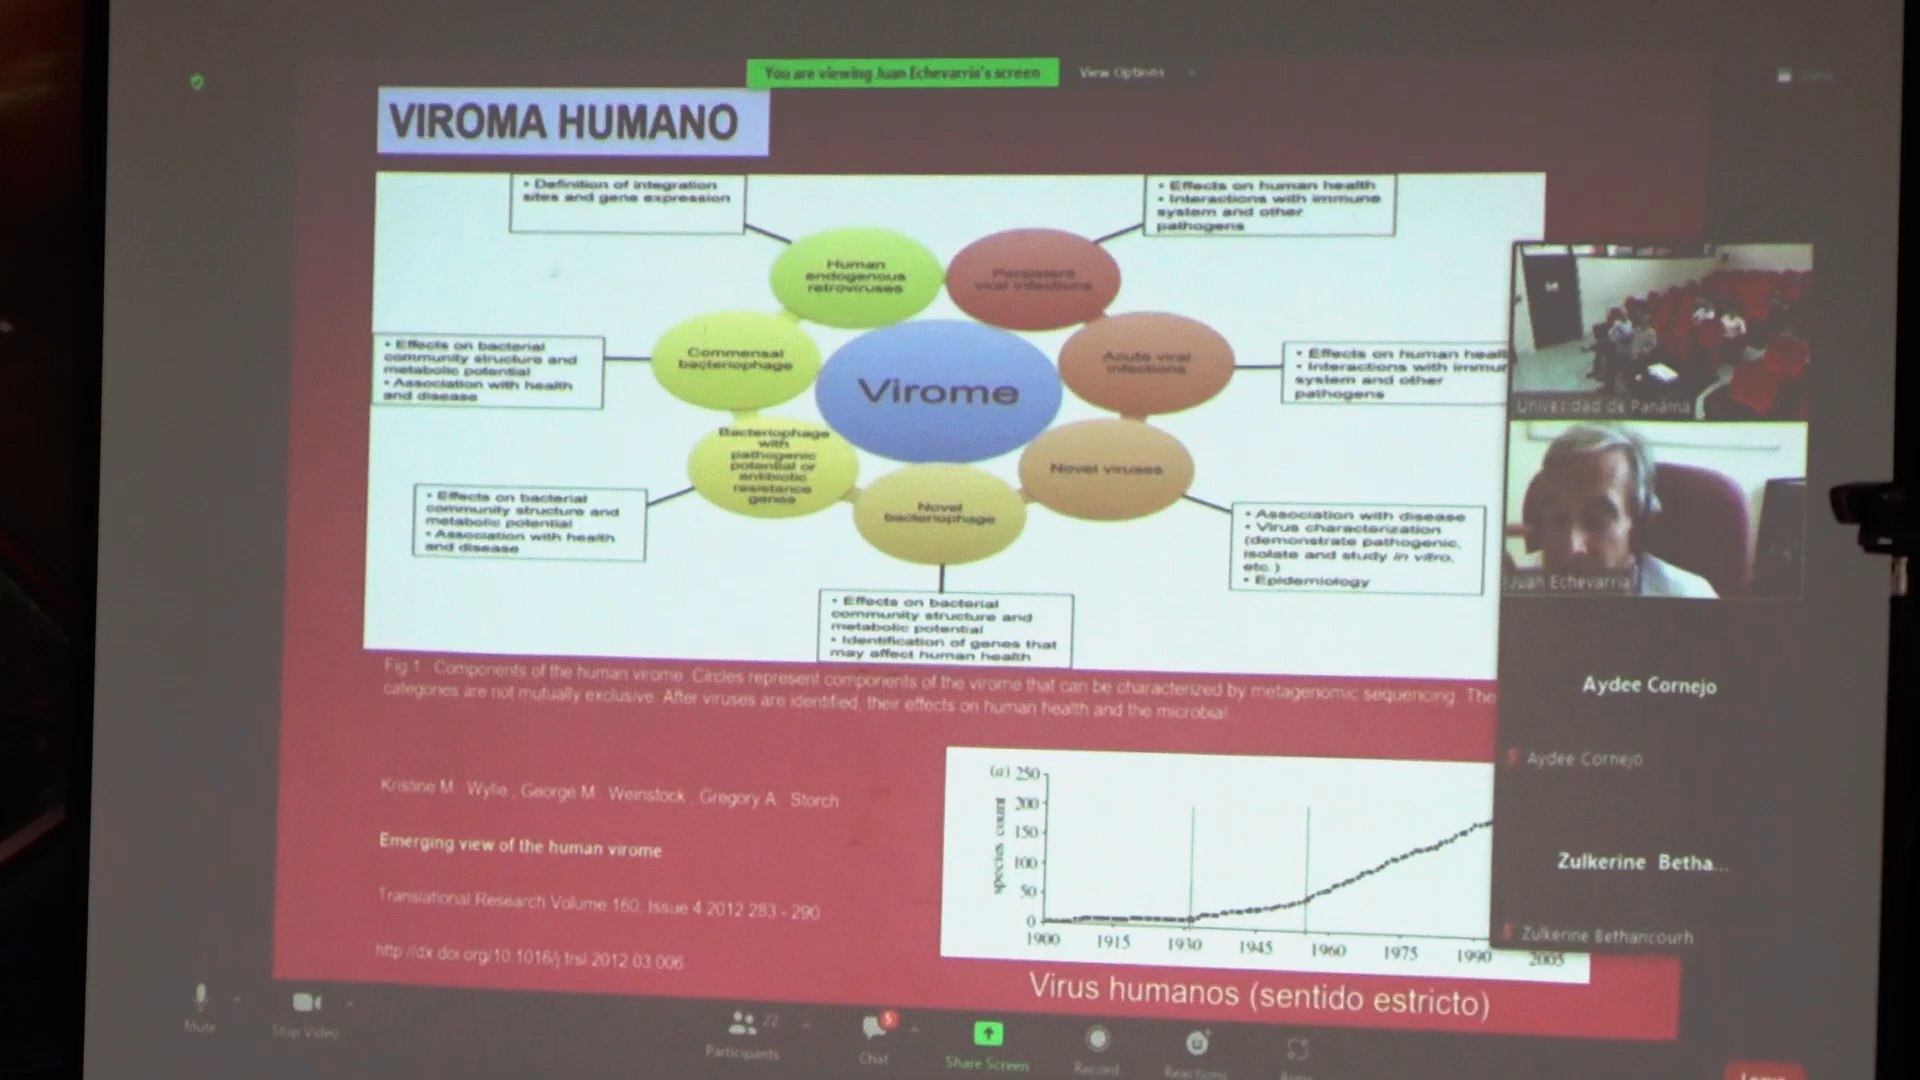 You are viewing Juan Echevarria's screen
View Options
View
VIROMA HUMANO
• Definition of integration
sites and gene expression
• Effects on human health
• Interactions with immune
system and other
pathogens
Human
endogenous
retroviruses
Persistent
viral infections
• Effects on bacterial
community structure and
metabolic potential
• Association with health
and disease
Commensal
bacteriophage
Virome
Acute viral
infections
• Effects on human healt
• Interactions with immur
system and other
pathogens
Universidad de Panamá
Bacteriophage
with
pathogenic
potential or
antibiotic
resistance
genes
Novel
bacteriophage
Novel viruses
• Effects on bacterial
community structure and
metabolic potential
• Association with health
and disease
• Association with disease
• Virus characterization
(demonstrate pathogenic,
isolate and study in vitro,
etc.)
• Epidemiology
Juan Echevarria
• Effects on bacterial
community structure and
metabolic potential
• Identification of genes that
may affect human health
Fig 1. Components of the human virome. Circles represent components of the virome that can be characterized by metagenomic sequencing. The
categories are not mutually exclusive. After viruses are identified, their effects on human health and the microbial
Aydee Cornejo
Aydee Cornejo
Kristine M. Wylie , George M. Weinstock , Gregory A. Storch
Emerging view of the human virome
Translational Research Volume 160, Issue 4 2012 283 - 290
http://dx.doi.org/10.1016/j.trsl.2012.03.006
(a) 250
200
150
100
50
0
species count
1900 1915 1930 1945 1960 1975 1990 2005
Zulkerine Betha...
Zulkerine Bethancourh
Virus humanos (sentido estricto)
Mute
Stop Video
22
Participants
5
Chat
Share Screen
Record
Reactions